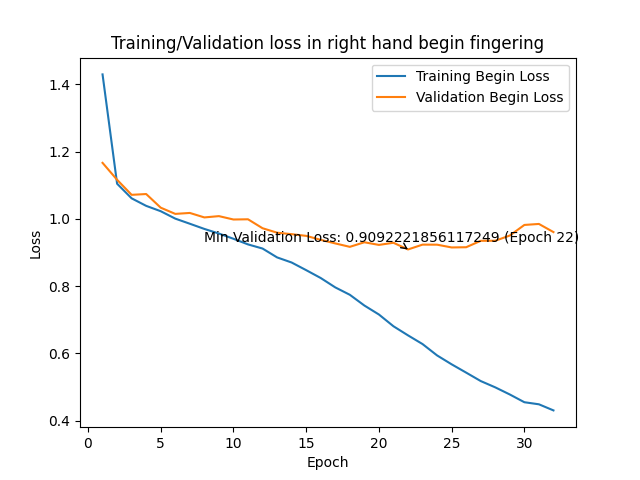 Training/Validation loss in right hand begin fingering
Training Begin Loss
Validation Begin Loss
Min Validation Loss: 0.9092221856117249 (Epoch 22)
Loss
1.4
1.2
1.0
0.8
0.6
0.4
0
5
10
15
20
25
30
Epoch